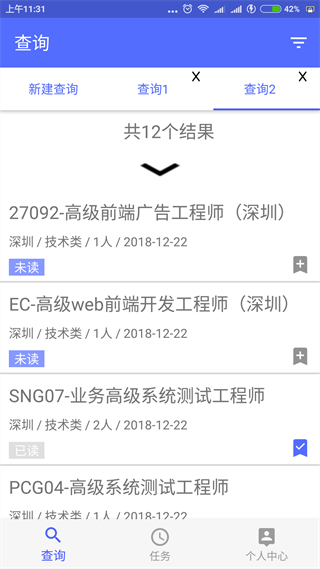 上午11:31
... 42%
查询
新建查询 查询1 X 查询2 X
共12个结果
27092-高级前端广告工程师（深圳）
深圳 / 技术类 / 1人 / 2018-12-22
未读
EC-高级web前端开发工程师（深圳）
深圳 / 技术类 / 1人 / 2018-12-22
未读
SNG07-业务高级系统测试工程师
深圳 / 技术类 / 2人 / 2018-12-22
已读
PCG04-高级系统测试工程师
深圳 / 技术类 / 1人 / 2018-12-22
查询 任务 个人中心